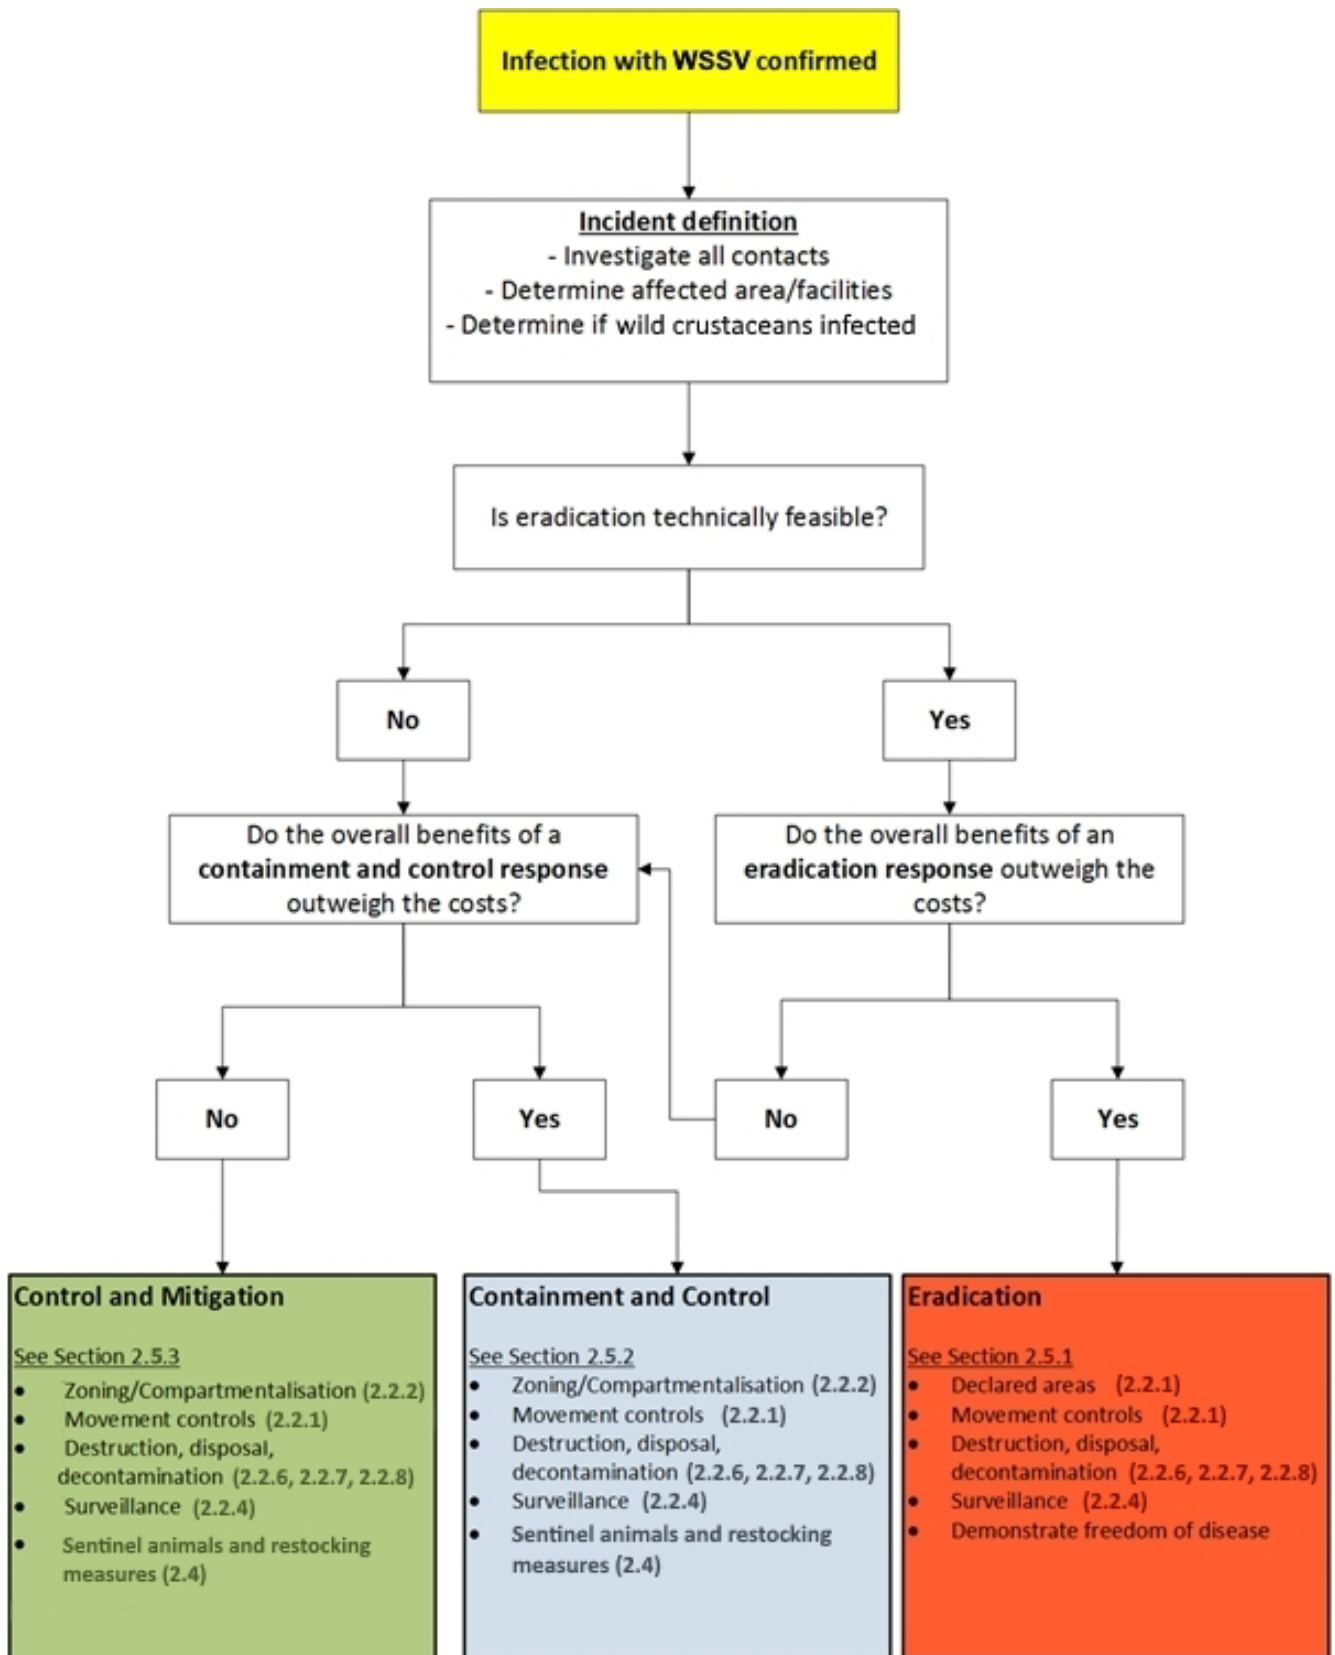 Infection with WSSV confirmed
Incident definition
- Investigate all contacts
- Determine affected area/facilities
- Determine if wild crustaceans infected
Is eradication technically feasible?
No
Yes
Do the overall benefits of a
containment and control response
outweigh the costs?
Do the overall benefits of an
eradication response outweigh the
costs?
No
Yes
No
Yes
Control and Mitigation
See Section 2.5.3
• Zoning/Compartmentalisation (2.2.2)
• Movement controls (2.2.1)
• Destruction, disposal,
decontamination (2.2.6, 2.2.7, 2.2.8)
• Surveillance (2.2.4)
• Sentinel animals and restocking
measures (2.4)
Containment and Control
See Section 2.5.2
• Zoning/Compartmentalisation (2.2.2)
• Movement controls (2.2.1)
• Destruction, disposal,
decontamination (2.2.6, 2.2.7, 2.2.8)
• Surveillance (2.2.4)
• Sentinel animals and restocking
measures (2.4)
Eradication
See Section 2.5.1
• Declared areas (2.2.1)
• Movement controls (2.2.1)
• Destruction, disposal,
decontamination (2.2.6, 2.2.7, 2.2.8)
• Surveillance (2.2.4)
• Demonstrate freedom of disease